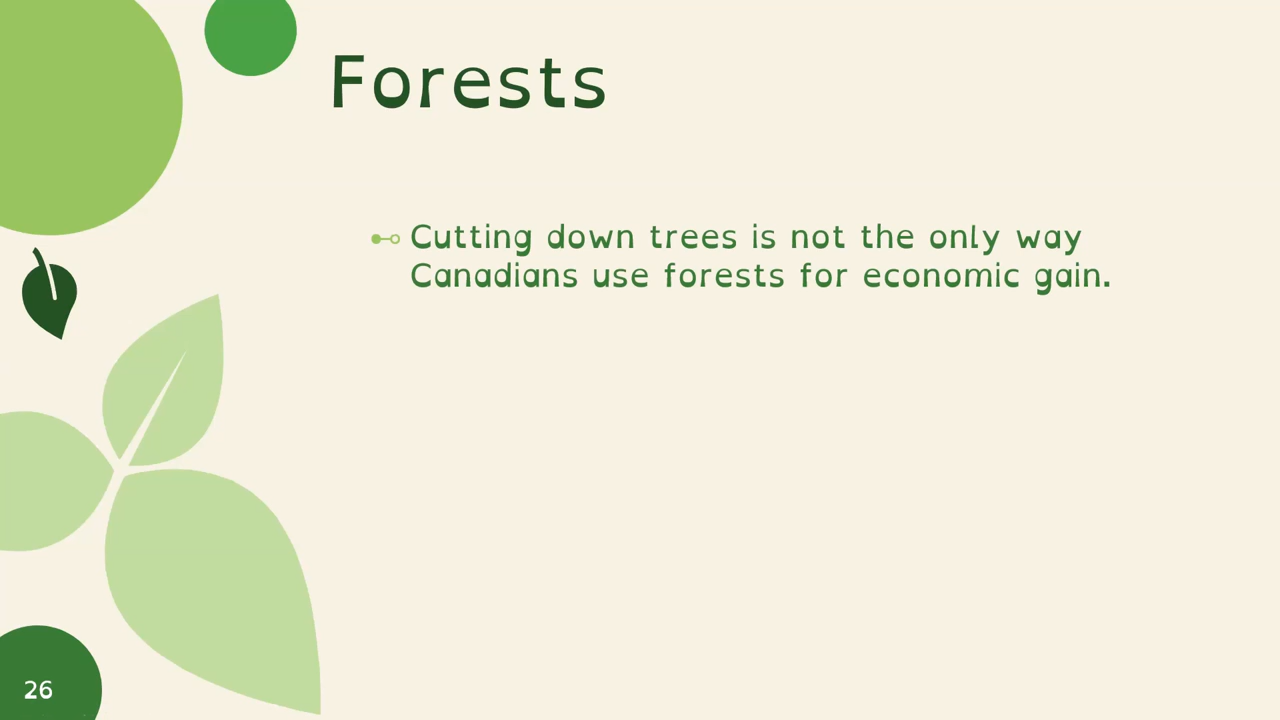 Forests
Cutting down trees is not the only way
Canadians use forests for economic gain.
26